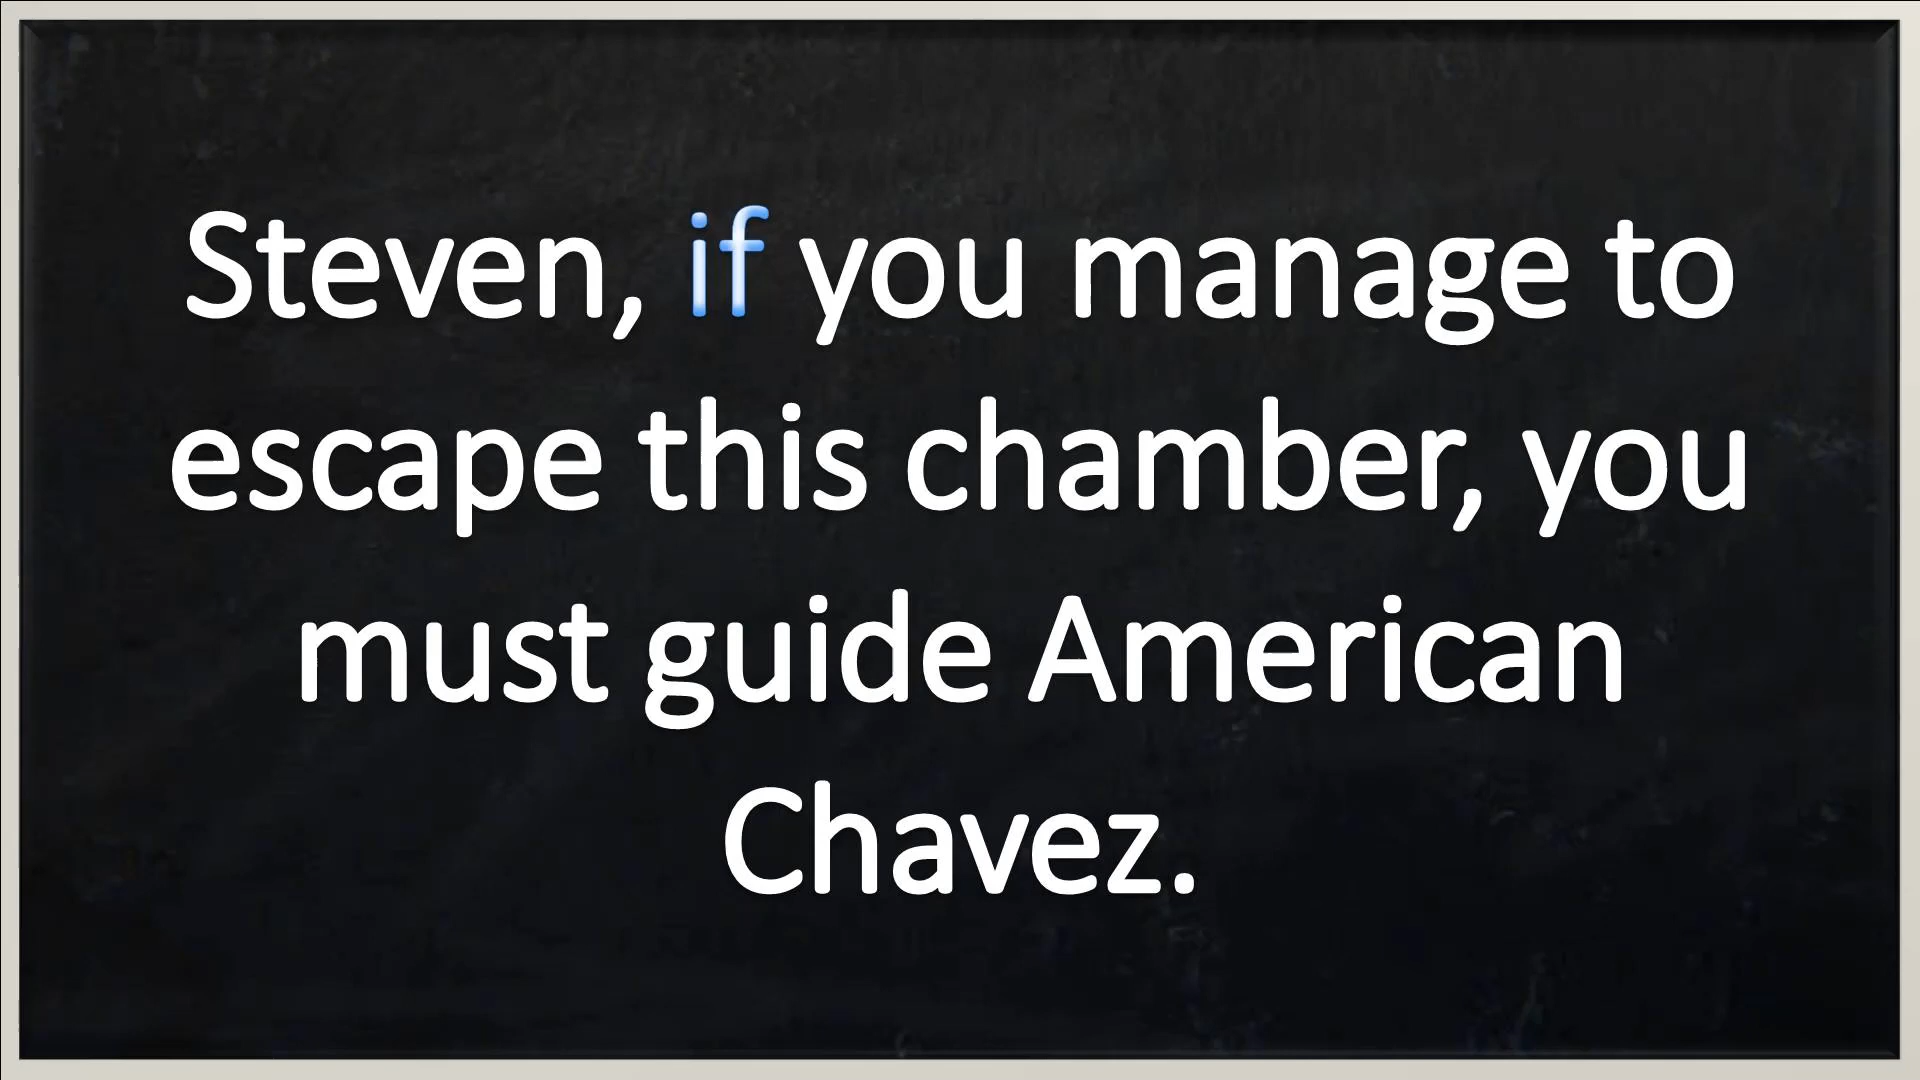 Steven, if you manage to
escape this chamber, you
must guide American
Chavez.